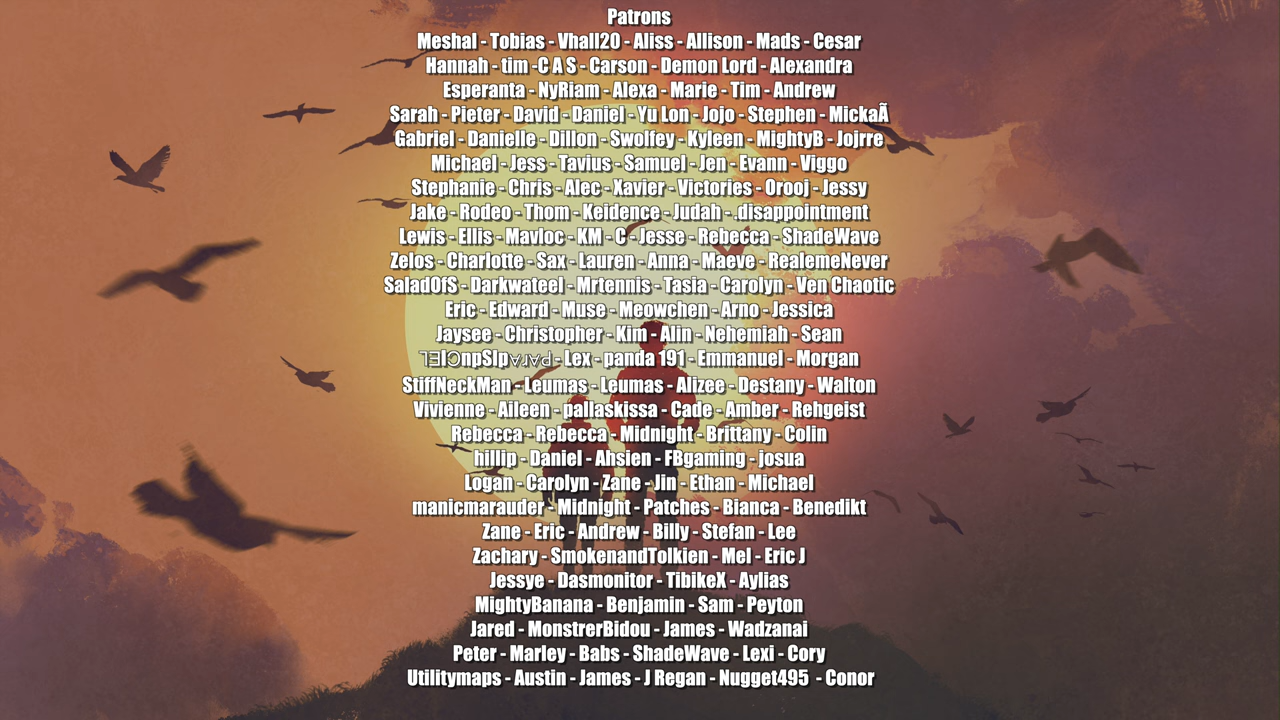 Patrons
Meshal - Tobias - Vhall20 - Aliss - Allison - Mads - Cesar
Hannah - tim -C A S - Carson - Demon Lord - Alexandra
Esperanta - NyRiam - Alexa - Marie - Tim - Andrew
Sarah - Pieter - David - Daniel - Yu Lon - Jojo - Stephen - MickaÃ
Gabriel - Danielle - Dillon - Swolfey - Kyleen - MightyB - Jojrre
Michael - Jess - Tavius - Samuel - Jen - Evann - Viggo
Stephanie - Chris - Alec - Xavier - Victories - Orooj - Jessy
Jake - Rodeo - Thom - Keidence - Judah - .disappointment
Lewis - Ellis - Mavloc - KM - C - Jesse - Rebecca - ShadeWave
Zelos - Charlotte - Sax - Lauren - Anna - Maeve - RealemeNever
SaladOfS - Darkwateel - Mrtennis - Tasia - Carolyn - Ven Chaotic
Eric - Edward - Muse - Meowchen - Arno - Jessica
Jaysee - Christopher - Kim - Alin - Nehemiah - Sean
- Lex - panda 191 - Emmanuel - Morgan
StiffNeckMan - Leumas - Leumas - Alizee - Destany - Walton
Vivienne - Aileen - pallaskissa - Cade - Amber - Rehgeist
Rebecca - Rebecca - Midnight - Brittany - Colin
hillip - Daniel - Ahsien - FBgaming - josua
Logan - Carolyn - Zane - Jin - Ethan - Michael
manicmarauder - Midnight - Patches - Bianca - Benedikt
Zane - Eric - Andrew - Billy - Stefan - Lee
Zachary - SmokenandTolkien - Mel - Eric J
Jessye - Dasmonitor - TibikeX - Aylias
MightyBanana - Benjamin - Sam - Peyton
Jared - MonstrerBidou - James - Wadzanai
Peter - Marley - Babs - ShadeWave - Lexi - Cory
Utilitymaps - Austin - James - J Regan - Nugget495 - Conor